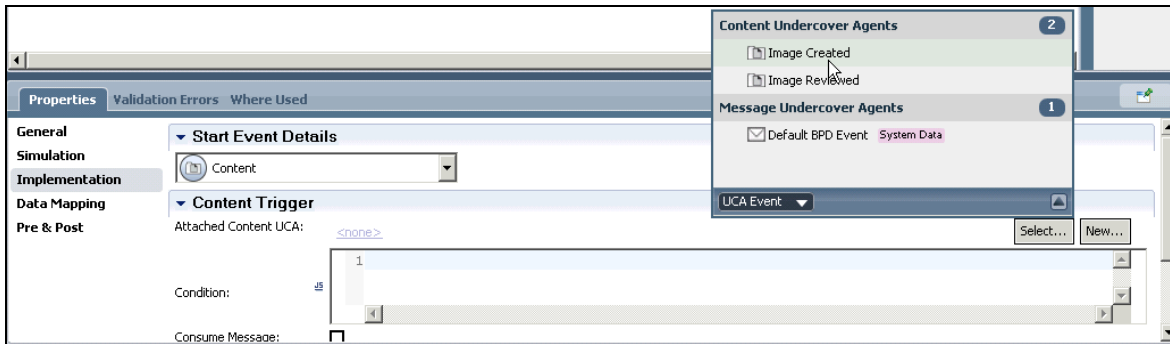 Content Undercover Agents 2
Image Created
Image Reviewed
Message Undercover Agents 1
Default BPD Event System Data
UCA Event
Properties Validation Errors Where Used
General
Simulation
Implementation
Data Mapping
Pre & Post
Start Event Details
Content
Content Trigger
Attached Content UCA: <none> Select... New...
1
Condition: JS
Consume Message: